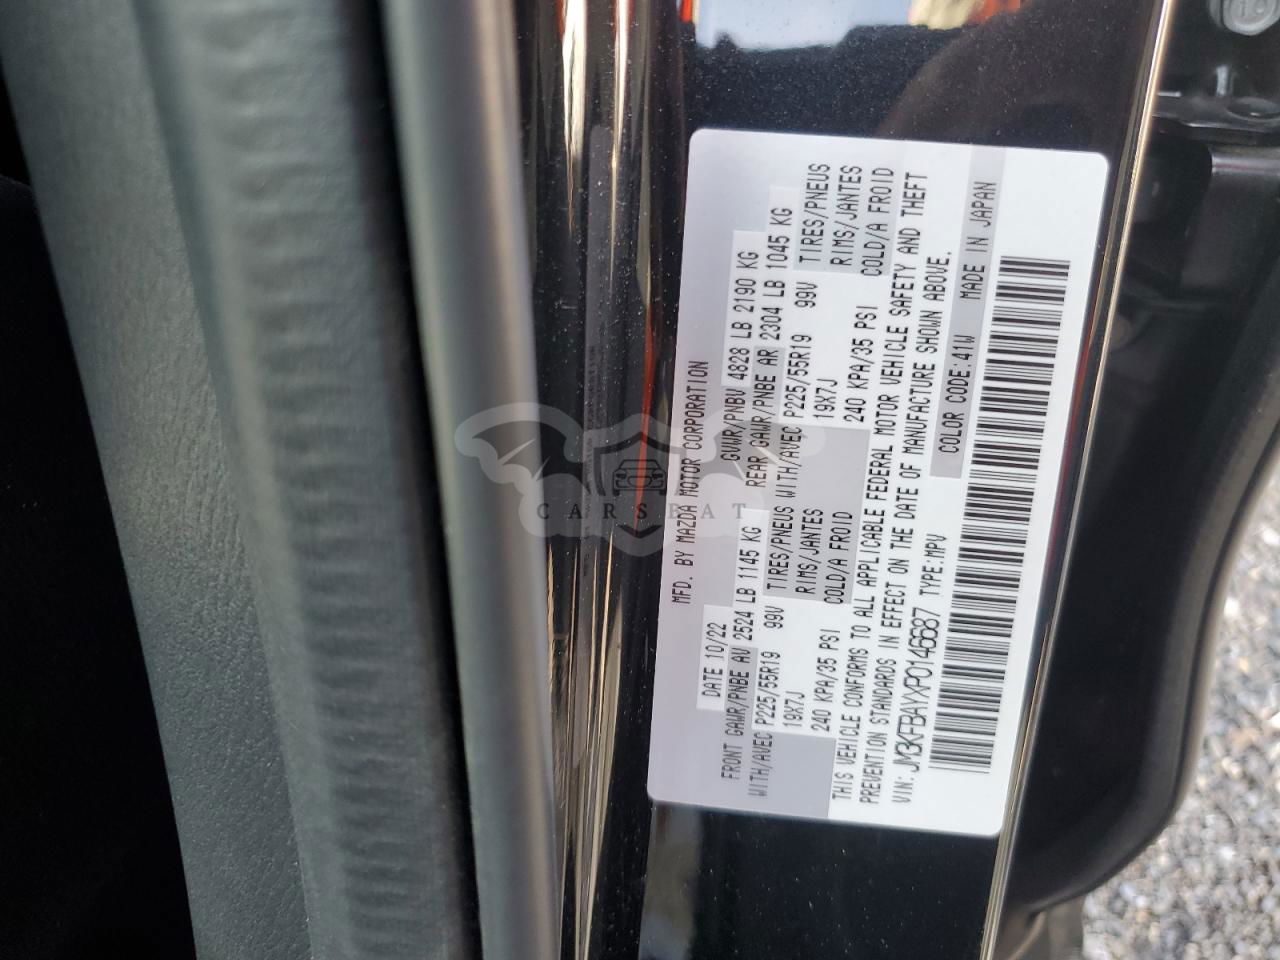 MFD. BY MAZDA MOTOR CORPORATION
DATE 10/22 GVWR/PNBV 4828 LB 2190 KG
FRONT GAWR/PNBE AV 2524 LB 1145 KG REAR GAWR/PNBE AR 2304 LB 1045 KG
WITH/AVEC P225/55R19 99V TIRES/PNEUS WITH/AVEC P225/55R19 99V TIRES/PNEUS
19X7J RIMS/JANTES 19X7J RIMS/JANTES
240 KPA/35 PSI COLD/A FROID 240 KPA/35 PSI COLD/A FROID
THIS VEHICLE CONFORMS TO ALL APPLICABLE FEDERAL MOTOR VEHICLE SAFETY AND THEFT
PREVENTION STANDARDS IN EFFECT ON THE DATE OF MANUFACTURE SHOWN ABOVE.
VIN: JM3KFBAYXP0146687 TYPE:MPV COLOR CODE:41W MADE IN JAPAN
CARSBAT